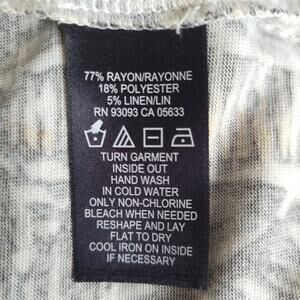 77% RAYON/RAYONNE
18% POLYESTER
5% LINEN/LIN
RN 93093 CA 05633
TURN GARMENT
INSIDE OUT
HAND WASH
IN COLD WATER
ONLY NON-CHLORINE
BLEACH WHEN NEEDED
RESHAPE AND LAY
FLAT TO DRY
COOL IRON ON INSIDE
IF NECESSARY